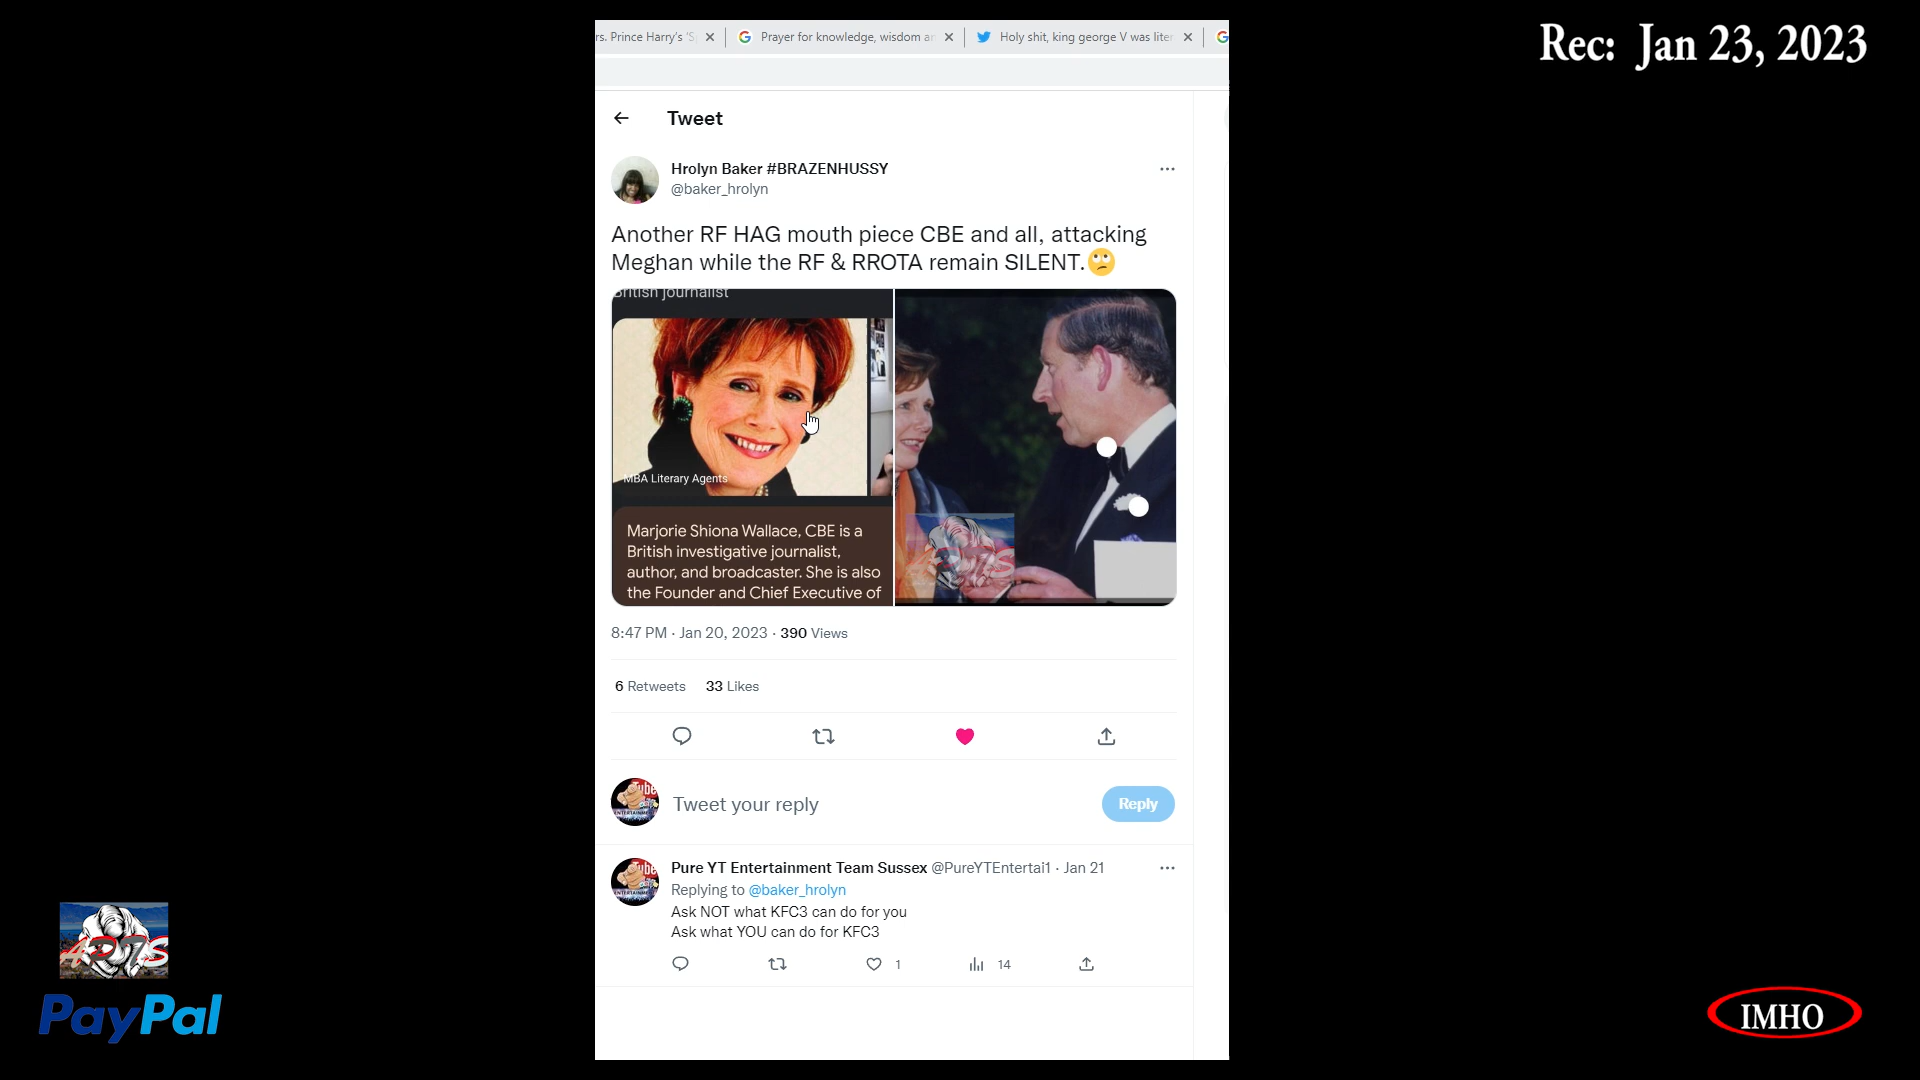 Rec: Jan 23, 2023
rs. Prince Harry's 'S
Prayer for knowledge, wisdom a
Holy shit, king george V was liter
Tweet
Hrolyn Baker #BRAZENHUSSY
@baker_hrolyn
Another RF HAG mouth piece CBE and all, attacking
Meghan while the RF & RROTA remain SILENT.🙄
British journalist
MBA Literary Agents
Marjorie Shiona Wallace, CBE is a
British investigative journalist,
author, and broadcaster. She is also
the Founder and Chief Executive of
8:47 PM · Jan 20, 2023 · 390 Views
6 Retweets 33 Likes
Tweet your reply
Reply
Pure YT Entertainment Team Sussex @PureYTEntertai1 · Jan 21
Replying to @baker_hrolyn
Ask NOT what KFC3 can do for you
Ask what YOU can do for KFC3
1
14
PayPal
IMHO